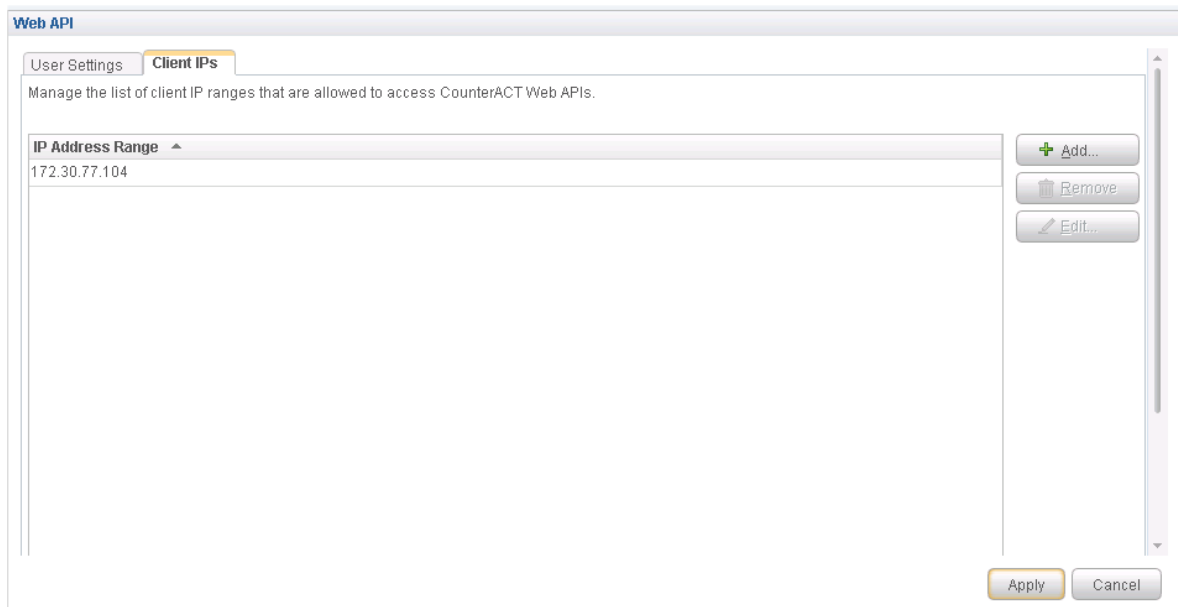 Web API
User Settings Client IPs
Manage the list of client IP ranges that are allowed to access CounterACT Web APIs.
IP Address Range
172.30.77.104
Add...
Remove
Edit...
Apply Cancel